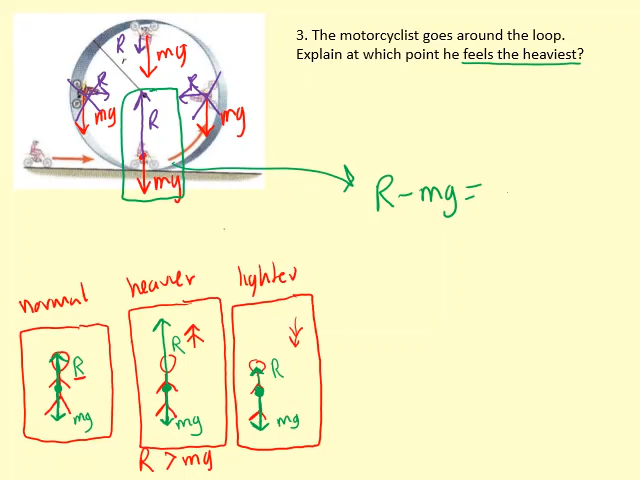 3. The motorcyclist goes around the loop.
Explain at which point he feels the heaviest?
R
r
mg
R
mg
R
mg
R
mg
R - mg =
normal
heavier
lighter
R
mg
R
mg
R
mg
R > mg